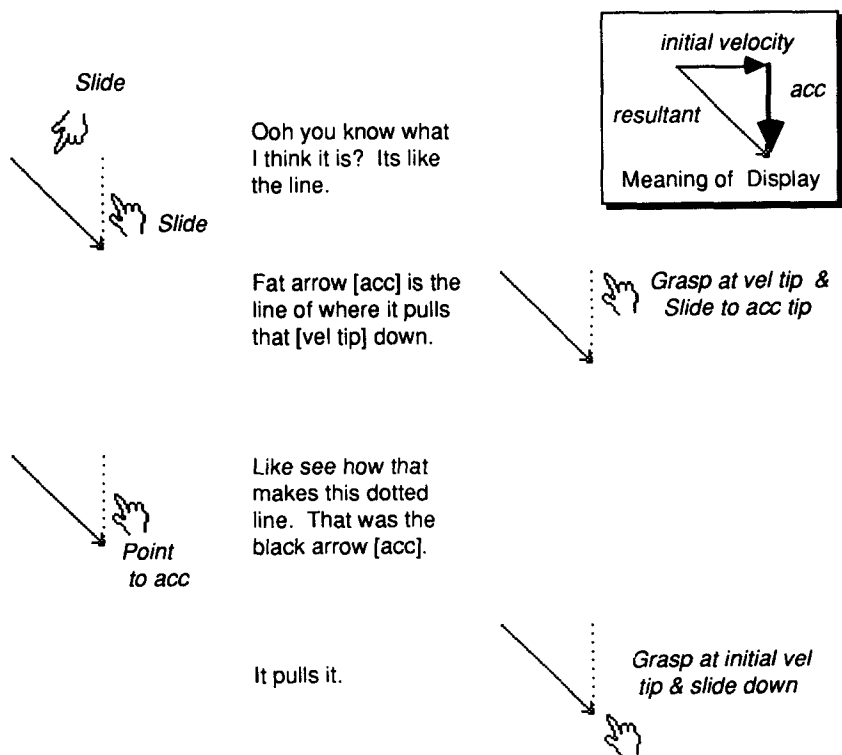 initial velocity
acc
resultant
Meaning of Display
Slide
Ooh you know what
I think it is? Its like
the line.
Slide
Fat arrow [acc] is the
line of where it pulls
that [vel tip] down.
Grasp at vel tip &
Slide to acc tip
Like see how that
makes this dotted
line. That was the
black arrow [acc].
Point
to acc
It pulls it.
Grasp at initial vel
tip & slide down